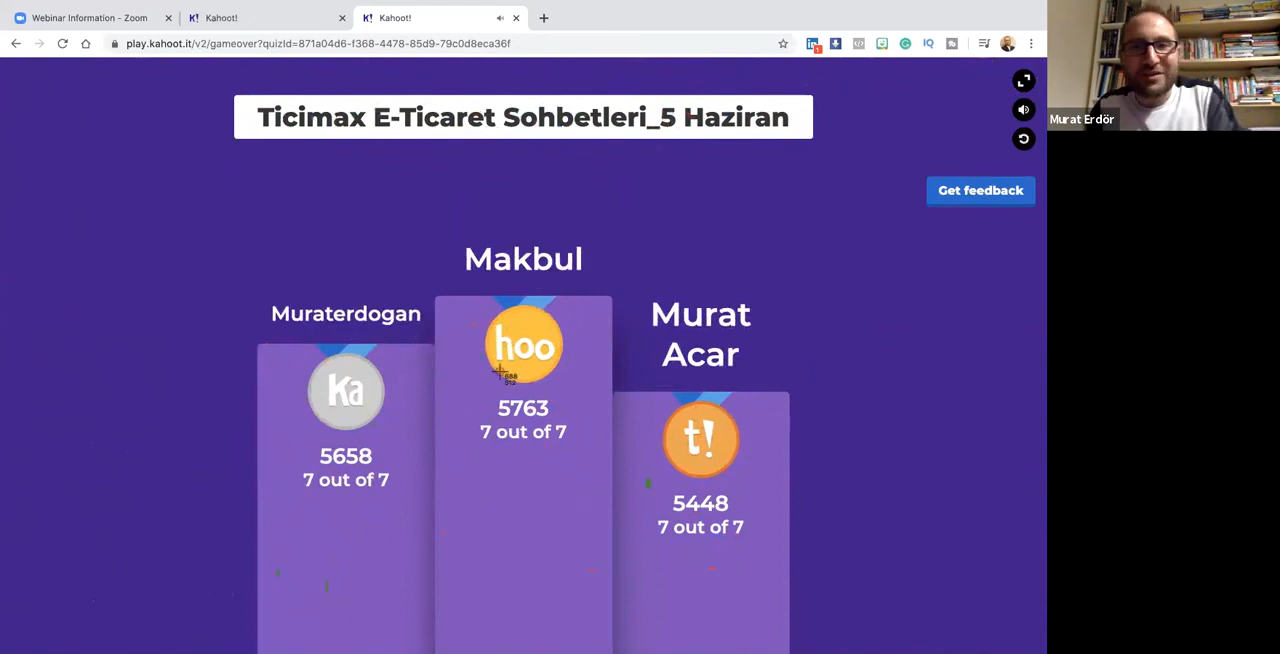 Webinar Information - Zoom
Kahoot!
Kahoot!
play.kahoot.it/v2/gameover?quizId=871a04d6-f368-4478-85d9-79c0d8eca36f
Ticimax E-Ticaret Sohbetleri_5 Haziran
Murat Erdör
Get feedback
Makbul
Muraterdogan
Murat
Acar
hoo
688
512
Ka
5763
7 out of 7
t!
5658
7 out of 7
5448
7 out of 7